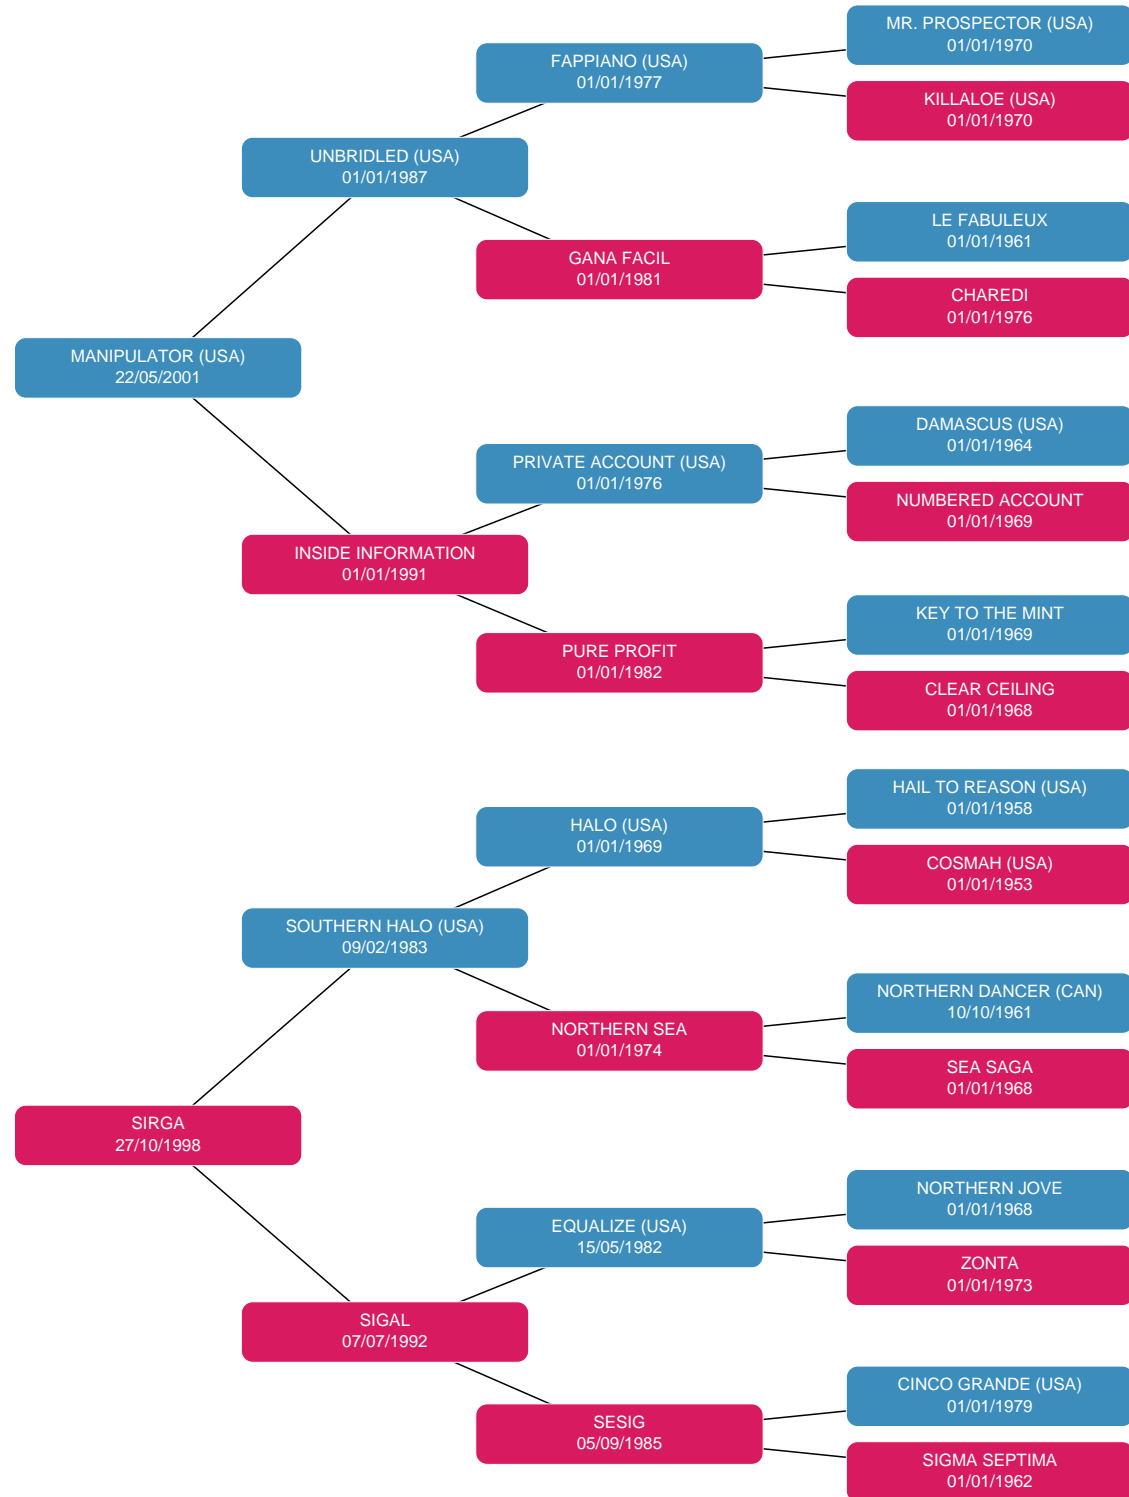 MR. PROSPECTOR (USA)
01/01/1970
FAPPIANO (USA)
01/01/1977
KILLALOE (USA)
01/01/1970
UNBRIDLED (USA)
01/01/1987
LE FABULEUX
01/01/1961
GANA FACIL
01/01/1981
CHAREDI
01/01/1976
MANIPULATOR (USA)
22/05/2001
DAMASCUS (USA)
01/01/1964
PRIVATE ACCOUNT (USA)
01/01/1976
NUMBERED ACCOUNT
01/01/1969
INSIDE INFORMATION
01/01/1991
KEY TO THE MINT
01/01/1969
PURE PROFIT
01/01/1982
CLEAR CEILING
01/01/1968
HAIL TO REASON (USA)
01/01/1958
HALO (USA)
01/01/1969
COSMAH (USA)
01/01/1953
SOUTHERN HALO (USA)
09/02/1983
NORTHERN DANCER (CAN)
10/10/1961
NORTHERN SEA
01/01/1974
SEA SAGA
01/01/1968
SIRGA
27/10/1998
NORTHERN JOVE
01/01/1968
EQUALIZE (USA)
15/05/1982
ZONTA
01/01/1973
SIGAL
07/07/1992
CINCO GRANDE (USA)
01/01/1979
SESIG
05/09/1985
SIGMA SEPTIMA
01/01/1962